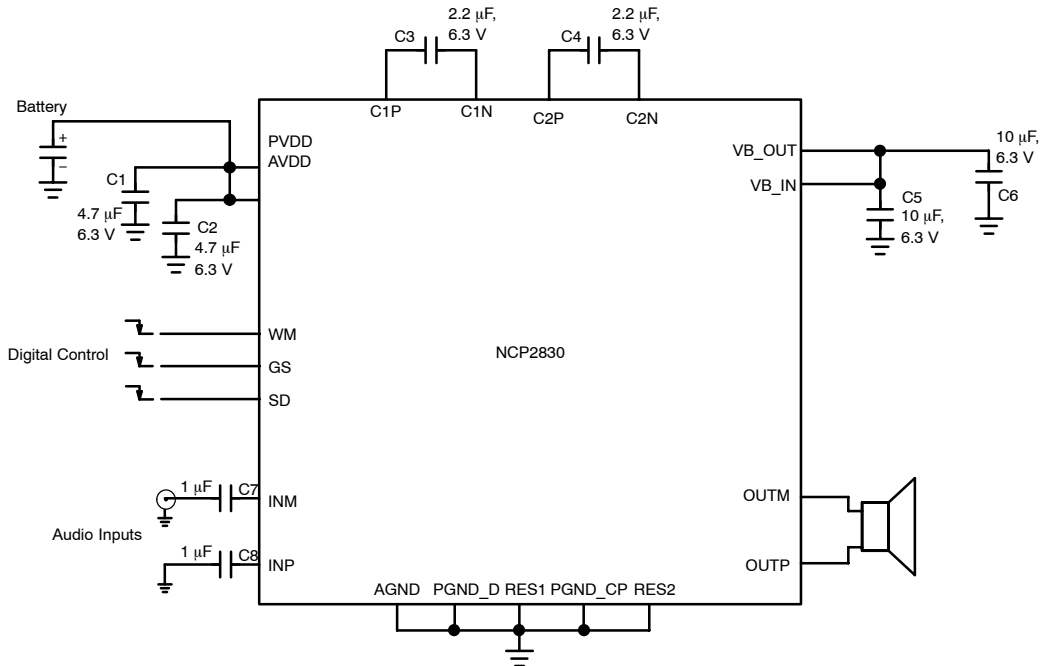 2.2 μF,
6.3 V
C3
2.2 μF,
6.3 V
C4
C1P
C1N
C2P
C2N
Battery
+
−
PVDD
AVDD
C1
4.7 μF
6.3 V
C2
4.7 μF
6.3 V
VB_OUT
VB_IN
10 μF,
6.3 V
C6
C5
10 μF,
6.3 V
Digital Control
WM
GS
SD
NCP2830
1 μF
C7
INM
Audio Inputs
1 μF
C8
INP
OUTM
OUTP
AGND
PGND_D
RES1
PGND_CP
RES2